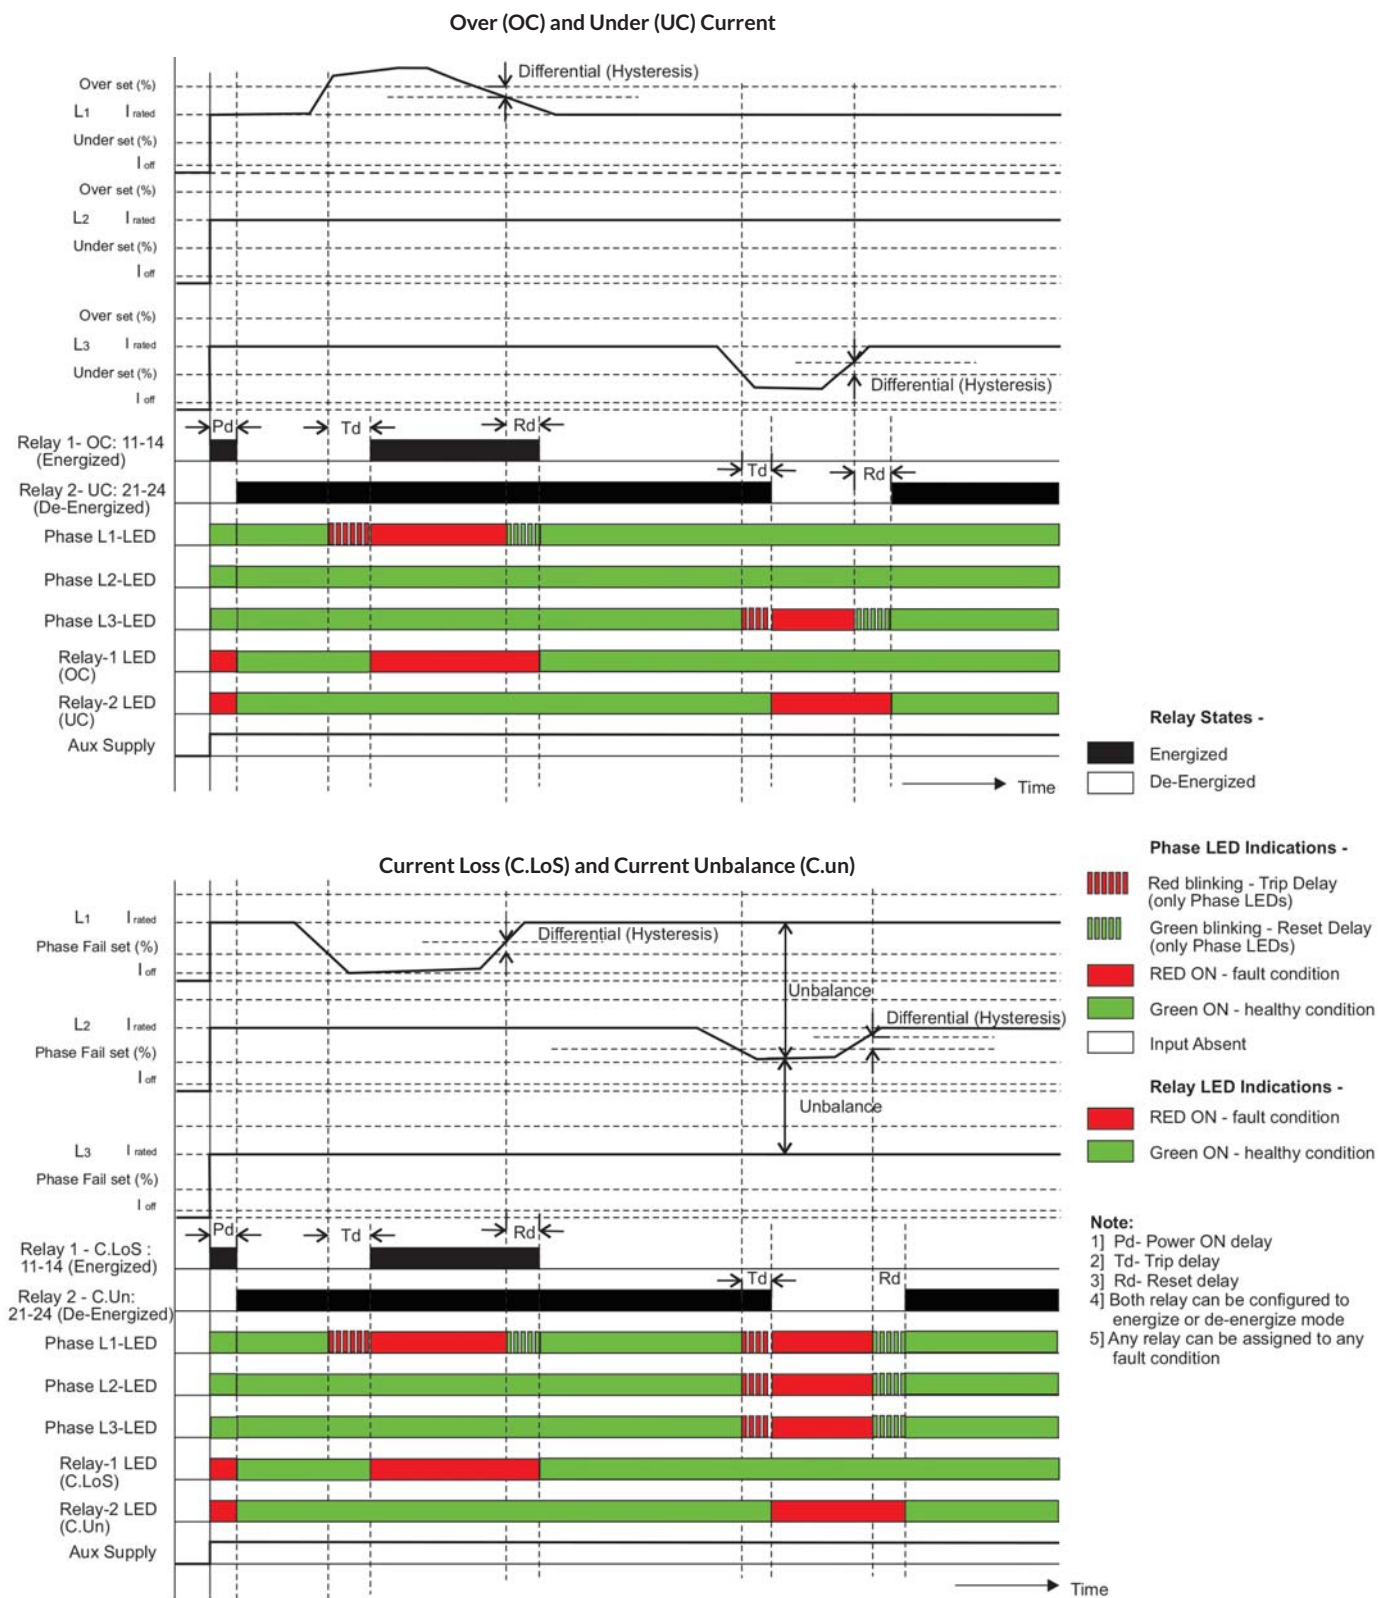 Over (OC) and Under (UC) Current
Differential (Hysteresis)
Over set (%)
L1 I rated
Under set (%)
I off
Over set (%)
L2 I rated
Under set (%)
I off
Over set (%)
L3 I rated
Under set (%)
Differential (Hysteresis)
I off
Pd Td Rd
Relay 1- OC: 11-14
(Energized)
Td Rd
Relay 2- UC: 21-24
(De-Energized)
Phase L1-LED
Phase L2-LED
Phase L3-LED
Relay-1 LED
(OC)
Relay-2 LED
(UC)
Aux Supply
Time
Relay States -
Energized
De-Energized
Phase LED Indications -
Red blinking - Trip Delay
(only Phase LEDs)
Green blinking - Reset Delay
(only Phase LEDs)
RED ON - fault condition
Green ON - healthy condition
Input Absent
Relay LED Indications -
RED ON - fault condition
Green ON - healthy condition
Note:
1] Pd- Power ON delay
2] Td- Trip delay
3] Rd- Reset delay
4] Both relay can be configured to
energize or de-energize mode
5] Any relay can be assigned to any
fault condition
Current Loss (C.LoS) and Current Unbalance (C.un)
L1 I rated
Differential (Hysteresis)
Phase Fail set (%)
I off
Unbalance
Differential (Hysteresis)
L2 I rated
Phase Fail set (%)
I off
Unbalance
L3 I rated
Phase Fail set (%)
I off
Pd Td Rd
Relay 1 - C.LoS :
11-14 (Energized)
Td Rd
Relay 2 - C.Un:
21-24 (De-Energized)
Phase L1-LED
Phase L2-LED
Phase L3-LED
Relay-1 LED
(C.LoS)
Relay-2 LED
(C.Un)
Aux Supply
Time